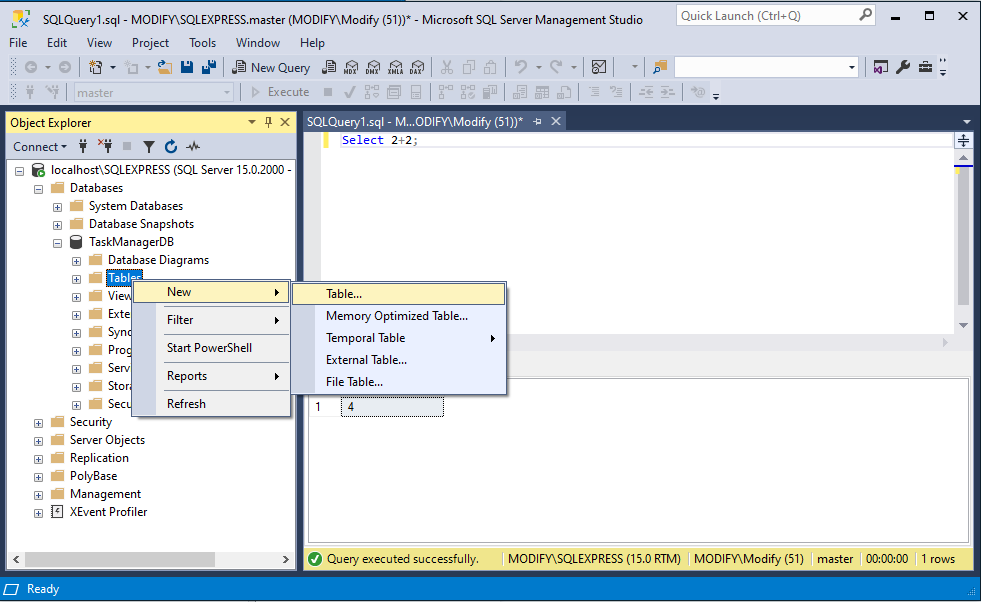 SQLQuery1.sql - MODIFY\SQLEXPRESS.master (MODIFY\Modify (51))* - Microsoft SQL Server Management Studio
Quick Launch (Ctrl+Q)
File Edit View Project Tools Window Help
New Query MDX DMX XMLA DAX
master Execute
Object Explorer
SQLQuery1.sql - M...ODIFY\Modify (51))*
Connect
Select 2+2;
localhost\SQLEXPRESS (SQL Server 15.0.2000 -
Databases
System Databases
Database Snapshots
TaskManagerDB
Database Diagrams
Tables
View
Exte
Syno
Prog
Serv
Stora
Secu
Security
Server Objects
Replication
PolyBase
Management
XEvent Profiler
New
Filter
Start PowerShell
Reports
Refresh
Table...
Memory Optimized Table...
Temporal Table
External Table...
File Table...
1 4
Query executed successfully. MODIFY\SQLEXPRESS (15.0 RTM) MODIFY\Modify (51) master 00:00:00 1 rows
Ready